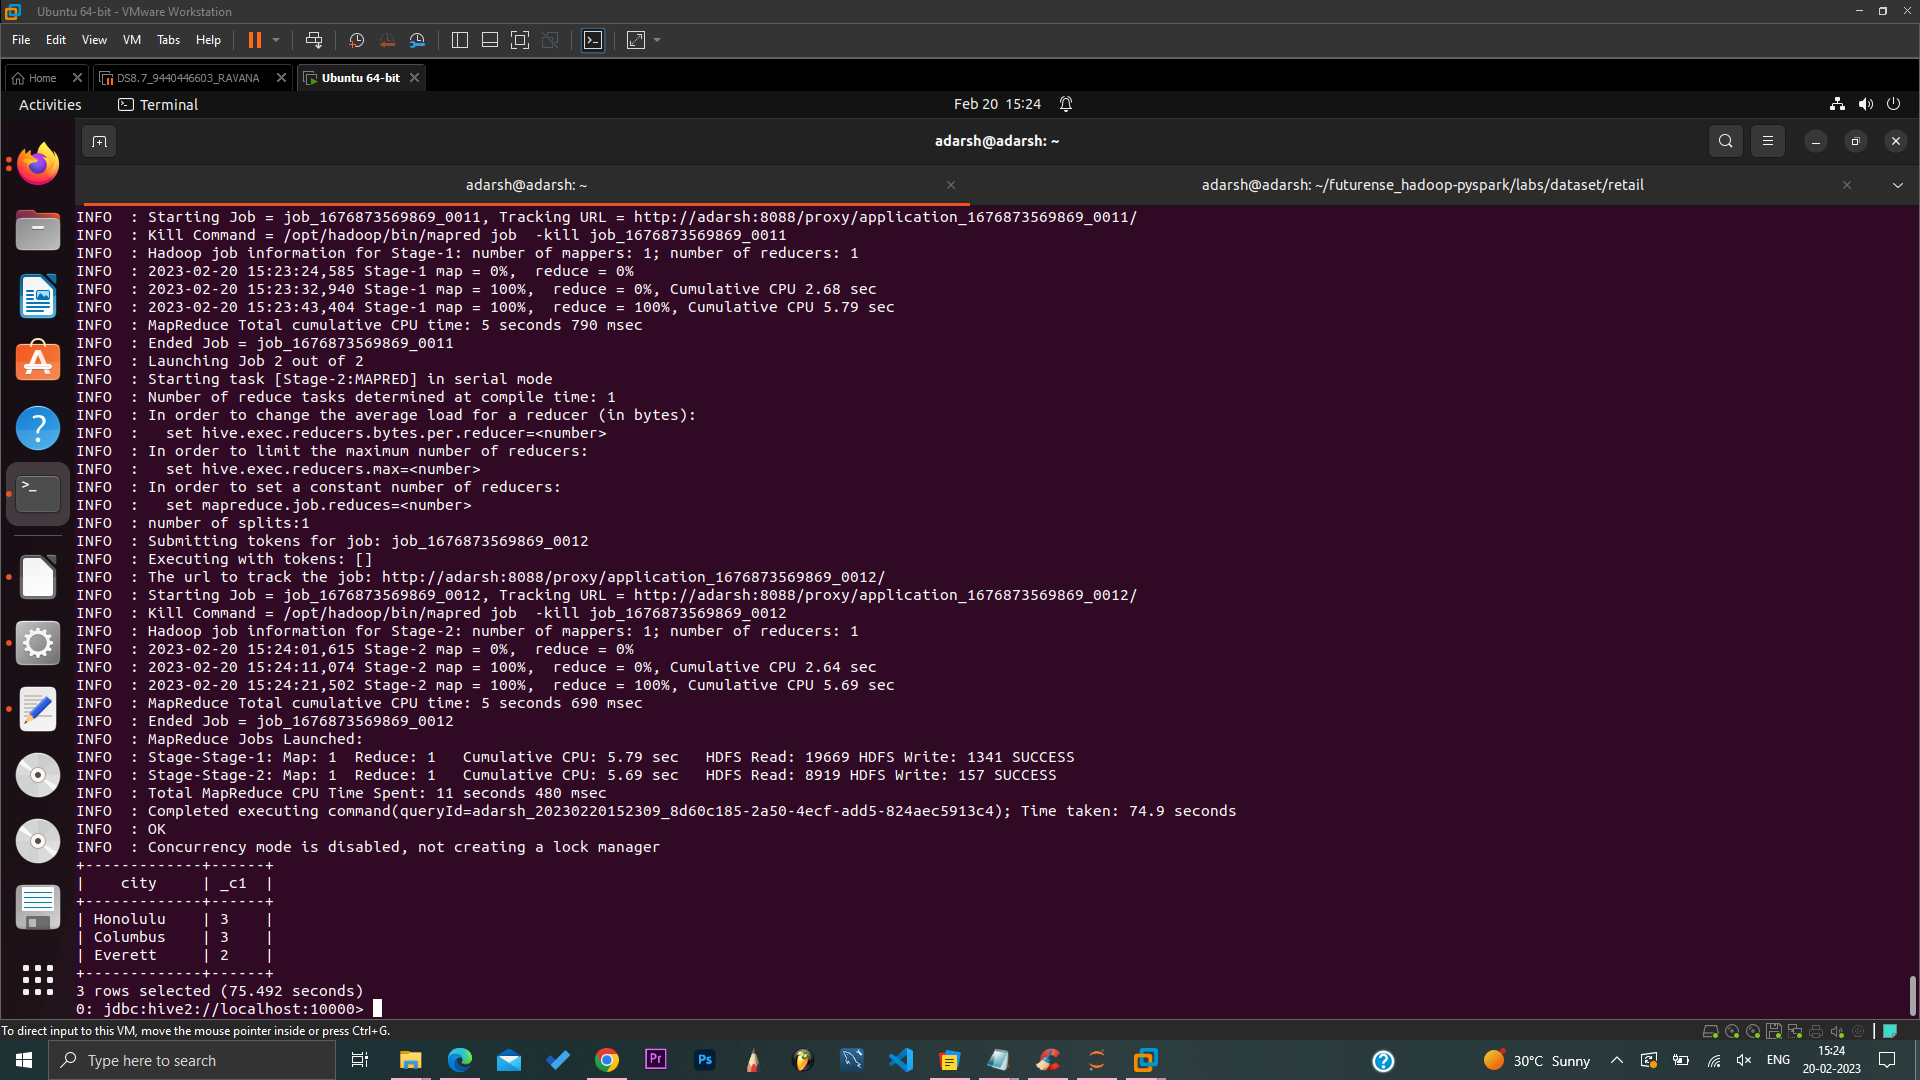 Ubuntu 64-bit - VMware Workstation
File Edit View VM Tabs Help
Home DS8.7_9440446603_RAVANA Ubuntu 64-bit
Activities Terminal Feb 20 15:24
adarsh@adarsh: ~
adarsh@adarsh: ~ adarsh@adarsh: ~/futurense_hadoop-pyspark/labs/dataset/retail
INFO  : Starting Job = job_1676873569869_0011, Tracking URL = http://adarsh:8088/proxy/application_1676873569869_0011/
INFO  : Kill Command = /opt/hadoop/bin/mapred job  -kill job_1676873569869_0011
INFO  : Hadoop job information for Stage-1: number of mappers: 1; number of reducers: 1
INFO  : 2023-02-20 15:23:24,585 Stage-1 map = 0%,  reduce = 0%
INFO  : 2023-02-20 15:23:32,940 Stage-1 map = 100%,  reduce = 0%, Cumulative CPU 2.68 sec
INFO  : 2023-02-20 15:23:43,404 Stage-1 map = 100%,  reduce = 100%, Cumulative CPU 5.79 sec
INFO  : MapReduce Total cumulative CPU time: 5 seconds 790 msec
INFO  : Ended Job = job_1676873569869_0011
INFO  : Launching Job 2 out of 2
INFO  : Starting task [Stage-2:MAPRED] in serial mode
INFO  : Number of reduce tasks determined at compile time: 1
INFO  : In order to change the average load for a reducer (in bytes):
INFO  :   set hive.exec.reducers.bytes.per.reducer=<number>
INFO  : In order to limit the maximum number of reducers:
INFO  :   set hive.exec.reducers.max=<number>
INFO  : In order to set a constant number of reducers:
INFO  :   set mapreduce.job.reduces=<number>
INFO  : number of splits:1
INFO  : Submitting tokens for job: job_1676873569869_0012
INFO  : Executing with tokens: []
INFO  : The url to track the job: http://adarsh:8088/proxy/application_1676873569869_0012/
INFO  : Starting Job = job_1676873569869_0012, Tracking URL = http://adarsh:8088/proxy/application_1676873569869_0012/
INFO  : Kill Command = /opt/hadoop/bin/mapred job  -kill job_1676873569869_0012
INFO  : Hadoop job information for Stage-2: number of mappers: 1; number of reducers: 1
INFO  : 2023-02-20 15:24:01,615 Stage-2 map = 0%,  reduce = 0%
INFO  : 2023-02-20 15:24:11,074 Stage-2 map = 100%,  reduce = 0%, Cumulative CPU 2.64 sec
INFO  : 2023-02-20 15:24:21,502 Stage-2 map = 100%,  reduce = 100%, Cumulative CPU 5.69 sec
INFO  : MapReduce Total cumulative CPU time: 5 seconds 690 msec
INFO  : Ended Job = job_1676873569869_0012
INFO  : MapReduce Jobs Launched:
INFO  : Stage-Stage-1: Map: 1  Reduce: 1   Cumulative CPU: 5.79 sec   HDFS Read: 19669 HDFS Write: 1341 SUCCESS
INFO  : Stage-Stage-2: Map: 1  Reduce: 1   Cumulative CPU: 5.69 sec   HDFS Read: 8919 HDFS Write: 157 SUCCESS
INFO  : Total MapReduce CPU Time Spent: 11 seconds 480 msec
INFO  : Completed executing command(queryId=adarsh_20230220152309_8d60c185-2a50-4ecf-add5-824aec5913c4); Time taken: 74.9 seconds
INFO  : OK
INFO  : Concurrency mode is disabled, not creating a lock manager
+-------------+------+
|    city     | _c1  |
+-------------+------+
| Honolulu    | 3    |
| Columbus    | 3    |
| Everett     | 2    |
+-------------+------+
3 rows selected (75.492 seconds)
0: jdbc:hive2://localhost:10000>
To direct input to this VM, move the mouse pointer inside or press Ctrl+G.
Type here to search Pr Ps 30°C Sunny ENG 15:24
20-02-2023